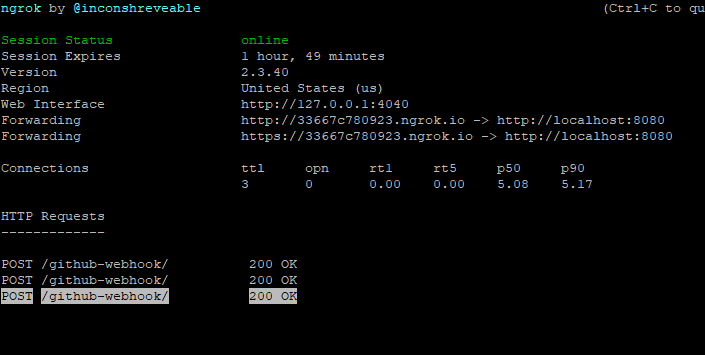 ngrok by @inconshreveable (Ctrl+C to qu
Session Status online
Session Expires 1 hour, 49 minutes
Version 2.3.40
Region United States (us)
Web Interface http://127.0.0.1:4040
Forwarding http://33667c780923.ngrok.io -> http://localhost:8080
Forwarding https://33667c780923.ngrok.io -> http://localhost:8080
Connections ttl opn rt1 rt5 p50 p90
3 0 0.00 0.00 5.08 5.17
HTTP Requests
-------------
POST /github-webhook/ 200 OK
POST /github-webhook/ 200 OK
POST /github-webhook/ 200 OK